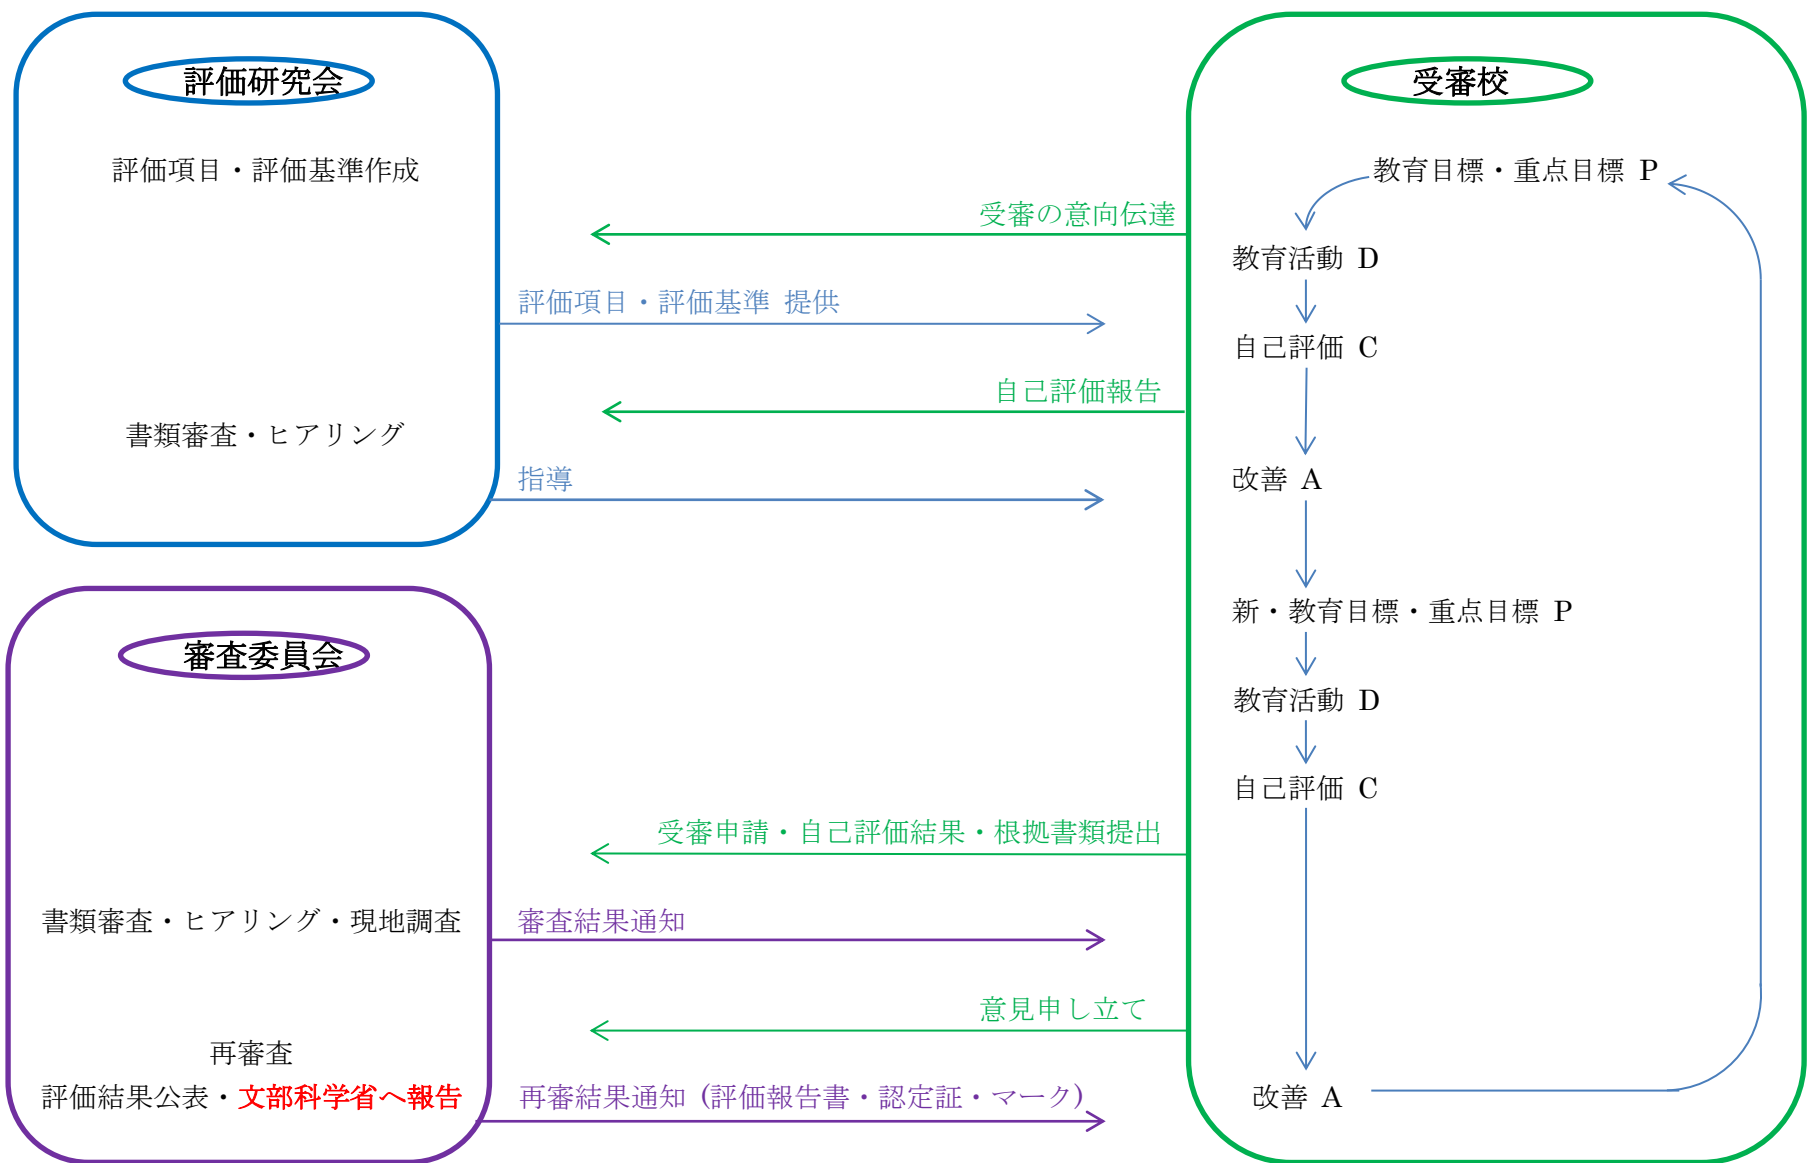 評価研究会
評価項目・評価基準作成
書類審査・ヒアリング
審査委員会
書類審査・ヒアリング・現地調査
再審査
評価結果公表・文部科学省へ報告
受審の意向伝達
評価項目・評価基準 提供
自己評価報告
指導
受審申請・自己評価結果・根拠書類提出
審査結果通知
意見申し立て
再審結果通知 (評価報告書・認定証・マーク)
受審校
教育目標・重点目標 P
教育活動 D
自己評価 C
改善 A
新・教育目標・重点目標 P
教育活動 D
自己評価 C
改善 A